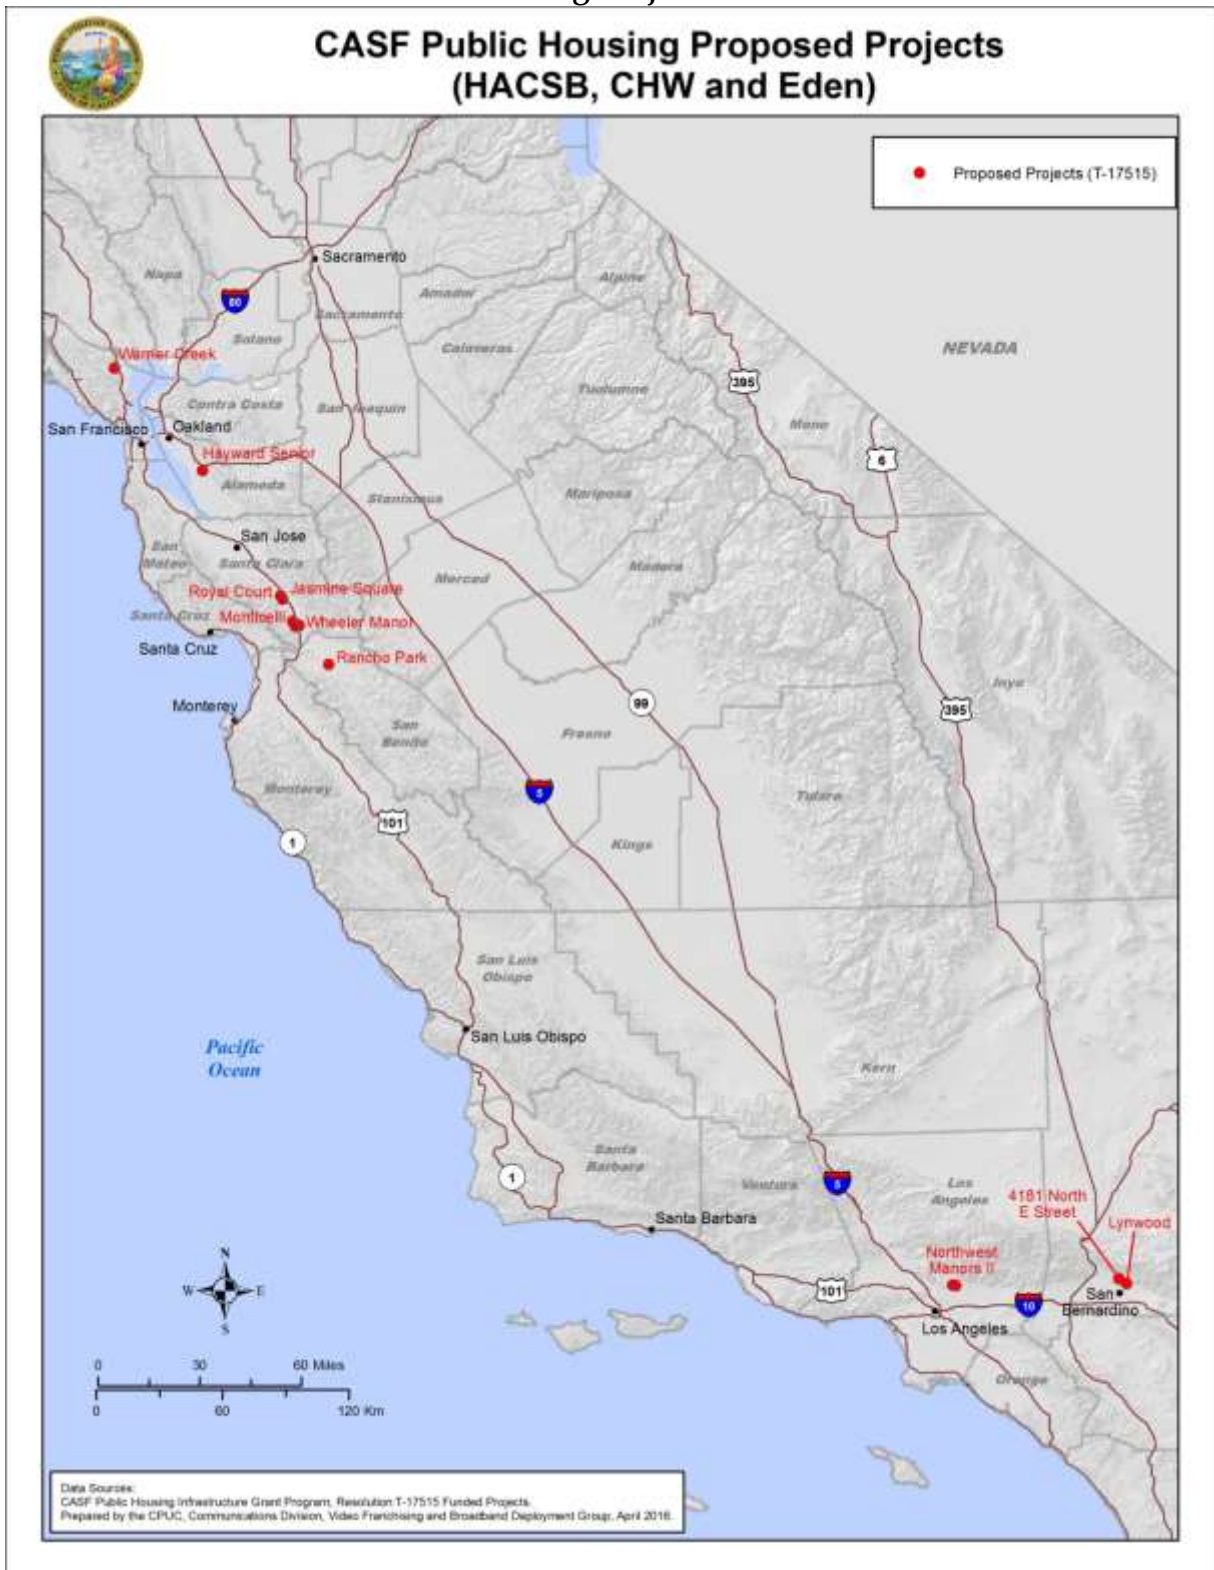 CASF Public Housing Proposed Projects
(HACSB, CHW and Eden)
Proposed Projects (T-17515)
Sacramento
Napa
80
Amador
Alpine
Sacramento
Solano
Calaveras
NEVADA
Warner Creek
395
Tuolumne
Contra Costa
San Joaquin
Mono
San Francisco
Oakland
6
Hayward Senior
Alameda
Stanislaus
Mariposa
San Jose
San
Mateo
Santa Clara
Merced
Madera
Royal Court
Jasmine Square
Santa Cruz
Monticelli
Wheeler Manor
Santa Cruz
Rancho Park
Inyo
Monterey
99
395
San
Benito
Fresno
Monterey
5
Tulare
101
1
Kings
San Luis
Obispo
San Luis Obispo
Pacific
Ocean
Kern
Santa
Barbara
1
Ventura
5
Los
Angeles
4181 North
E Street
Lynwood
Santa Barbara
Northwest
Manors II
N
W
E
S
101
10
San
Bernardino
Los Angeles
Orange
0 30 60 Miles
0 60 120 Km
Data Sources:
CASF Public Housing Infrastructure Grant Program, Resolution T-17515 Funded Projects.
Prepared by the CPUC, Communications Division, Video Franchising and Broadband Deployment Group, April 2016.